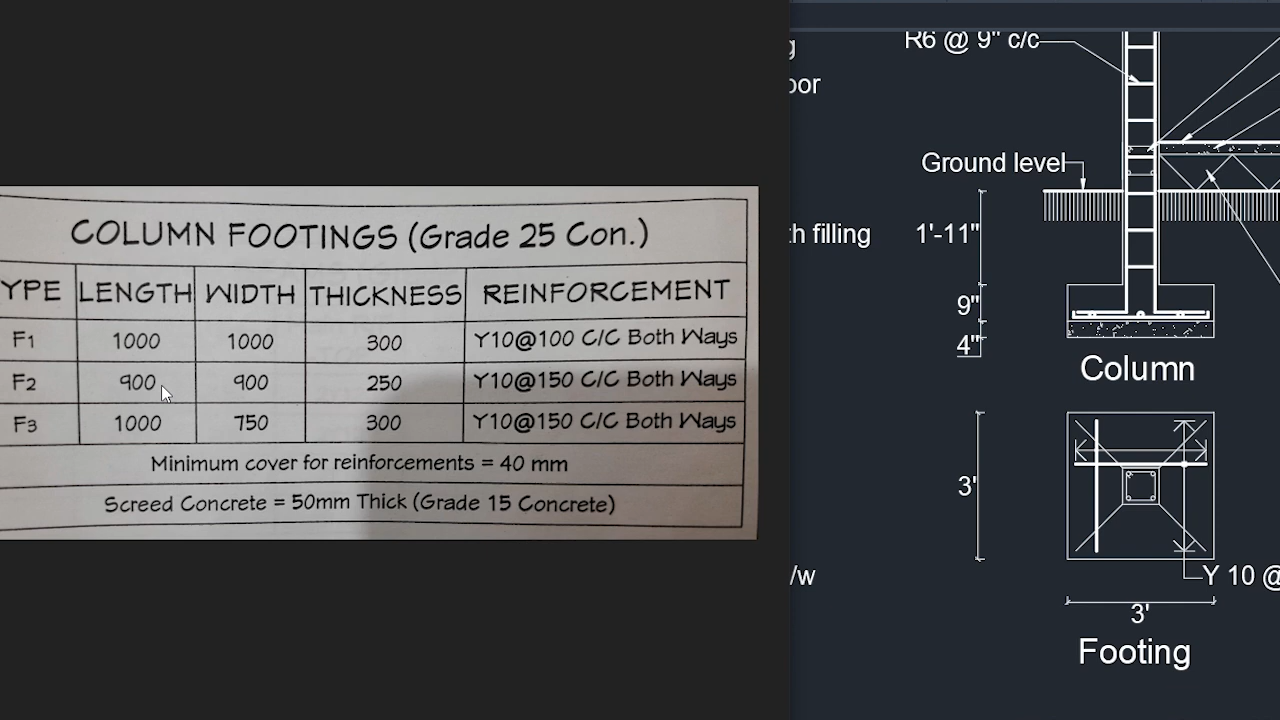 COLUMN FOOTINGS (Grade 25 Con.)
YPE LENGTH WIDTH THICKNESS REINFORCEMENT
F1 1000 1000 300 Y10@100 C/C Both Ways
F2 900 900 250 Y10@150 C/C Both Ways
F3 1000 750 300 Y10@150 C/C Both Ways
Minimum cover for reinforcements = 40 mm
Screed Concrete = 50mm Thick (Grade 15 Concrete)
R6 @ 9" c/c
oor
Ground level
h filling
1'-11"
9"
4"
Column
3'
/w
Y 10 @
3'
Footing